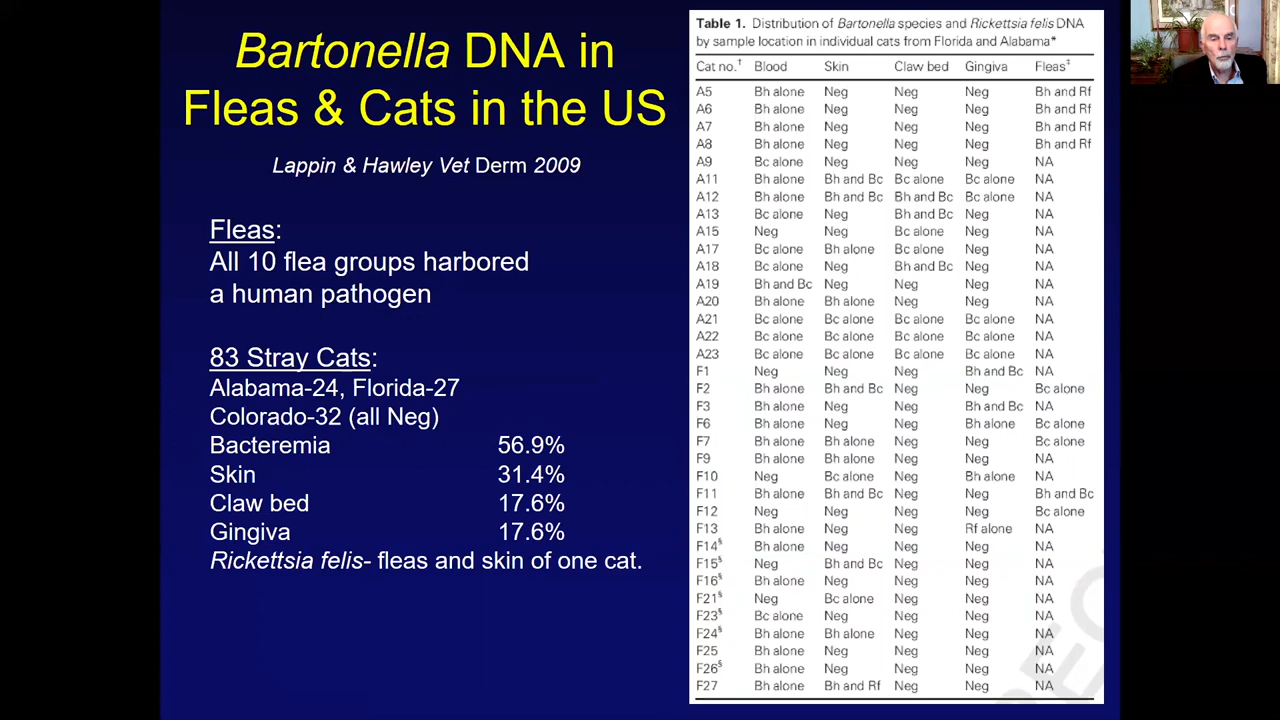 Bartonella DNA in
Fleas & Cats in the US
Lappin & Hawley Vet Derm 2009
Fleas:
All 10 flea groups harbored
a human pathogen
83 Stray Cats:
Alabama-24, Florida-27
Colorado-32 (all Neg)
Bacteremia 56.9%
Skin 31.4%
Claw bed 17.6%
Gingiva 17.6%
Rickettsia felis- fleas and skin of one cat.
Table 1. Distribution of Bartonella species and Rickettsia felis DNA
by sample location in individual cats from Florida and Alabama*
Cat no.† Blood Skin Claw bed Gingiva Fleas‡
A5 Bh alone Neg Neg Neg Bh and Rf
A6 Bh alone Neg Neg Neg Bh and Rf
A7 Bh alone Neg Neg Neg Bh and Rf
A8 Bh alone Neg Neg Neg Bh and Rf
A9 Bc alone Neg Neg Neg NA
A11 Bh alone Bh and Bc Bc alone Bc alone NA
A12 Bh alone Bh and Bc Bh and Bc Bc alone NA
A13 Bc alone Neg Bh and Bc Neg NA
A15 Neg Neg Bc alone Neg NA
A17 Bc alone Bh alone Bc alone Neg NA
A18 Bc alone Neg Bh and Bc Neg NA
A19 Bh and Bc Neg Neg Neg NA
A20 Bh alone Bh alone Neg Neg NA
A21 Bc alone Bc alone Bc alone Bc alone NA
A22 Bc alone Bc alone Bc alone Bc alone NA
A23 Bc alone Bc alone Bc alone Bc alone NA
F1 Neg Neg Neg Bh and Bc NA
F2 Bh alone Bh and Bc Neg Neg Bc alone
F3 Bh alone Neg Neg Bh and Bc NA
F6 Bh alone Neg Neg Bh alone Bc alone
F7 Bh alone Bh alone Neg Neg Bc alone
F9 Bh alone Bh alone Neg Neg NA
F10 Neg Bc alone Neg Bh alone NA
F11 Bh alone Bh and Bc Neg Neg Bh and Bc
F12 Neg Neg Neg Neg Bc alone
F13 Bh alone Neg Neg Rf alone NA
F14§ Bh alone Neg Neg Neg NA
F15§ Neg Bh and Bc Neg Neg NA
F16§ Bh alone Neg Neg Neg NA
F21§ Neg Bc alone Neg Neg NA
F23§ Bc alone Neg Neg Neg NA
F24§ Bh alone Bh alone Neg Neg NA
F25 Bh alone Neg Neg Neg NA
F26§ Bh alone Neg Neg Neg NA
F27 Bh alone Bh and Rf Neg Neg NA